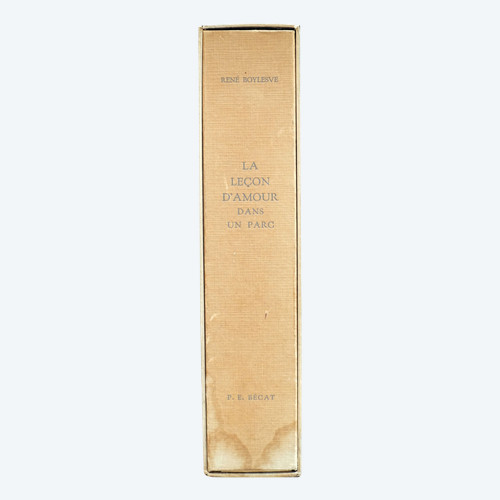 RENÉ BOYLESVE
LA
LEÇON
D'AMOUR
DANS
UN PARC
P. E. BÉCAT